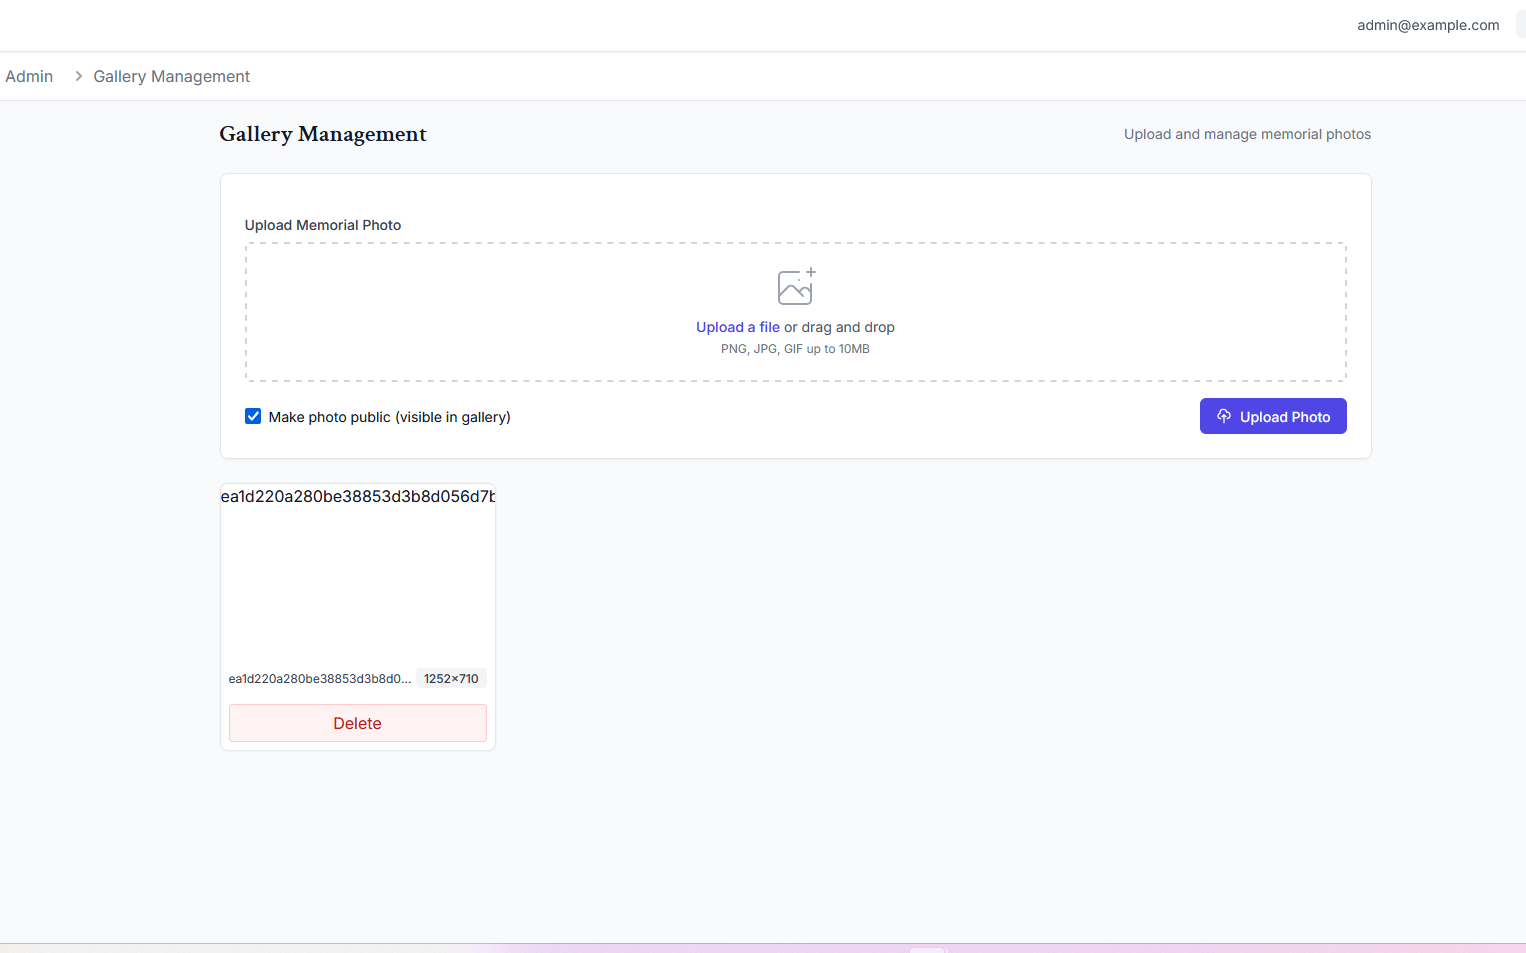 admin@example.com
Admin > Gallery Management
Gallery Management
Upload and manage memorial photos
Upload Memorial Photo
Upload a file or drag and drop
PNG, JPG, GIF up to 10MB
Make photo public (visible in gallery)
Upload Photo
ea1d220a280be38853d3b8d056d7b
ea1d220a280be38853d3b8d0... 1252×710
Delete